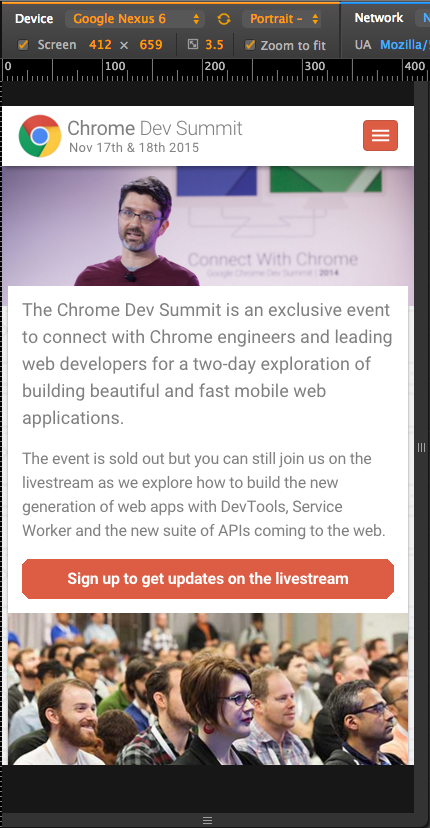 Device Google Nexus 6 Portrait - Network N
Screen 412 × 659 3.5 Zoom to fit UA Mozilla/5
0 100 200 300 400
Chrome Dev Summit
Nov 17th & 18th 2015
Connect With Chrome
Google Chrome Dev Summit | 2014
The Chrome Dev Summit is an exclusive event
to connect with Chrome engineers and leading
web developers for a two-day exploration of
building beautiful and fast mobile web
applications.
The event is sold out but you can still join us on the
livestream as we explore how to build the new
generation of web apps with DevTools, Service
Worker and the new suite of APIs coming to the web.
Sign up to get updates on the livestream